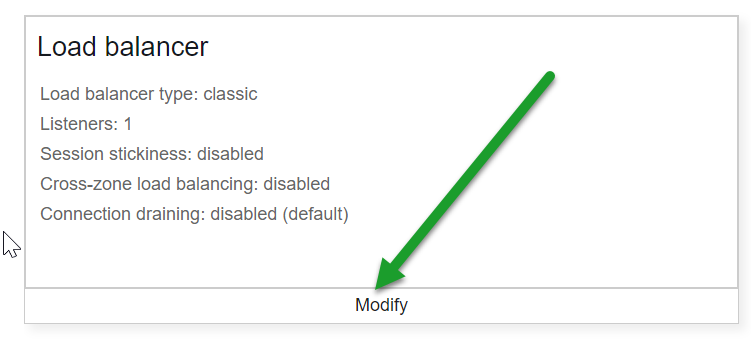 Load balancer
Load balancer type: classic
Listeners: 1
Session stickiness: disabled
Cross-zone load balancing: disabled
Connection draining: disabled (default)
Modify